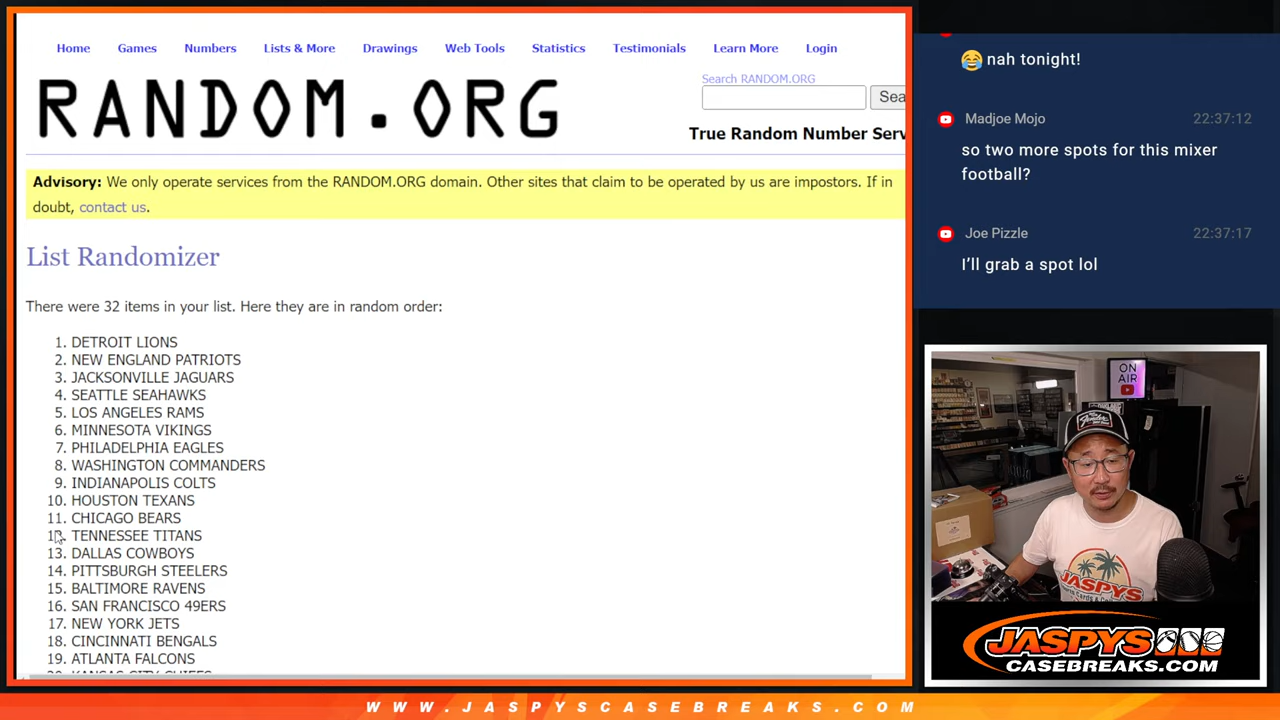 Home Games Numbers Lists & More Drawings Web Tools Statistics Testimonials Learn More Login
RANDOM.ORG
Search RANDOM.ORG
Sea
True Random Number Serv
Advisory: We only operate services from the RANDOM.ORG domain. Other sites that claim to be operated by us are impostors. If in
doubt, contact us.
List Randomizer
There were 32 items in your list. Here they are in random order:
1. DETROIT LIONS
2. NEW ENGLAND PATRIOTS
3. JACKSONVILLE JAGUARS
4. SEATTLE SEAHAWKS
5. LOS ANGELES RAMS
6. MINNESOTA VIKINGS
7. PHILADELPHIA EAGLES
8. WASHINGTON COMMANDERS
9. INDIANAPOLIS COLTS
10. HOUSTON TEXANS
11. CHICAGO BEARS
12. TENNESSEE TITANS
13. DALLAS COWBOYS
14. PITTSBURGH STEELERS
15. BALTIMORE RAVENS
16. SAN FRANCISCO 49ERS
17. NEW YORK JETS
18. CINCINNATI BENGALS
19. ATLANTA FALCONS
20. KANSAS CITY CHIEFS
😂 nah tonight!
Madjoe Mojo 22:37:12
so two more spots for this mixer
football?
Joe Pizzle 22:37:17
I'll grab a spot lol
ON
AIR
Fender
JASPYS
JASPYS
CASEBREAKS.COM
WWW.JASPYSCASEBREAKS.COM